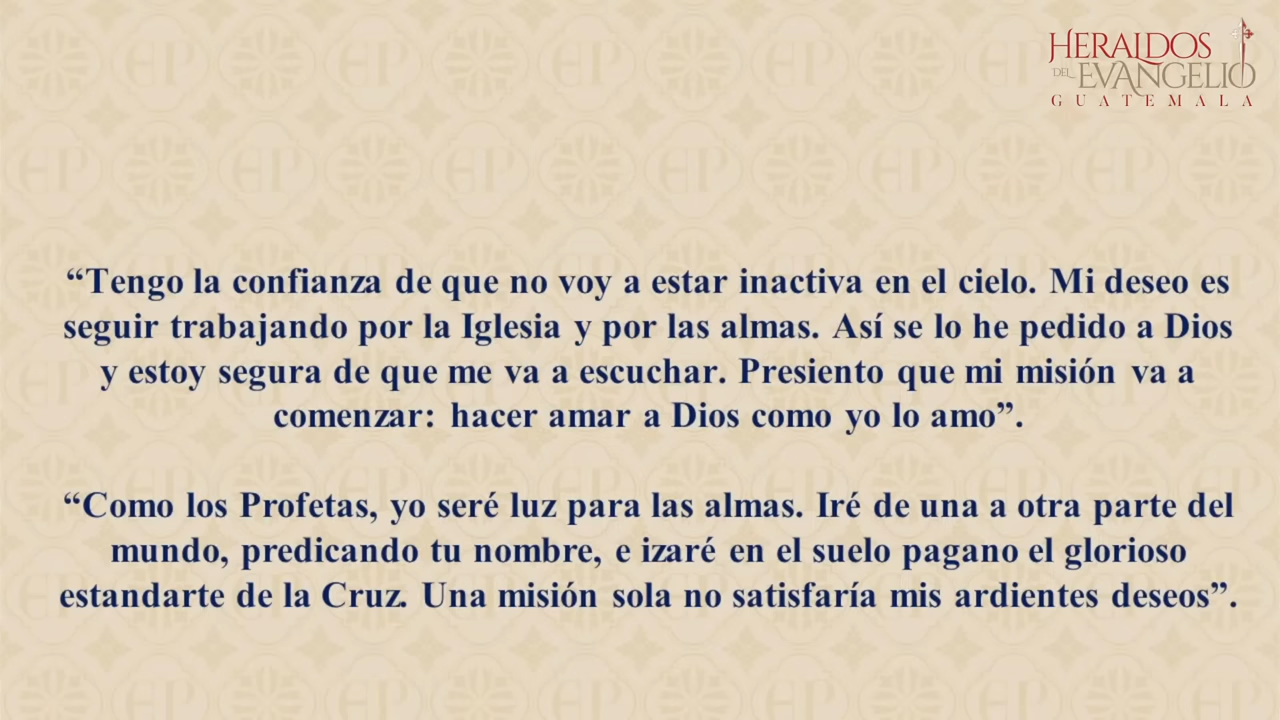 HERALDOS
DEL EVANGELIO
GUATEMALA
“Tengo la confianza de que no voy a estar inactiva en el cielo. Mi deseo es
seguir trabajando por la Iglesia y por las almas. Así se lo he pedido a Dios
y estoy segura de que me va a escuchar. Presiento que mi misión va a
comenzar: hacer amar a Dios como yo lo amo”.
“Como los Profetas, yo seré luz para las almas. Iré de una a otra parte del
mundo, predicando tu nombre, e izaré en el suelo pagano el glorioso
estandarte de la Cruz. Una misión sola no satisfaría mis ardientes deseos”.